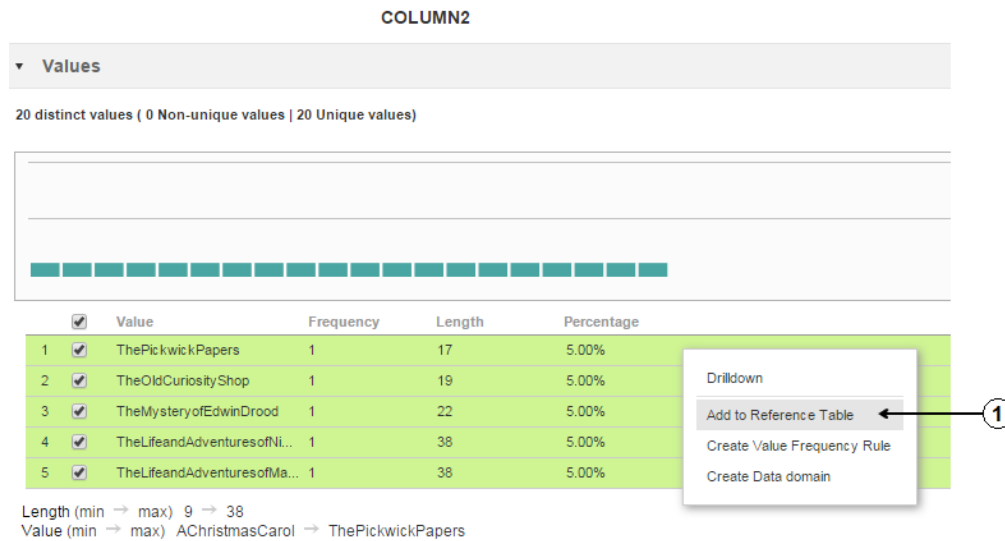 COLUMN2
Values
20 distinct values ( 0 Non-unique values | 20 Unique values)
Value Frequency Length Percentage
1 ThePickwickPapers 1 17 5.00%
2 TheOldCuriosityShop 1 19 5.00%
3 TheMysteryofEdwinDrood 1 22 5.00%
4 TheLifeandAdventuresofNi... 1 38 5.00%
5 TheLifeandAdventuresofMa... 1 38 5.00%
Drilldown
Add to Reference Table
1
Create Value Frequency Rule
Create Data domain
Length (min → max) 9 → 38
Value (min → max) AChristmasCarol → ThePickwickPapers